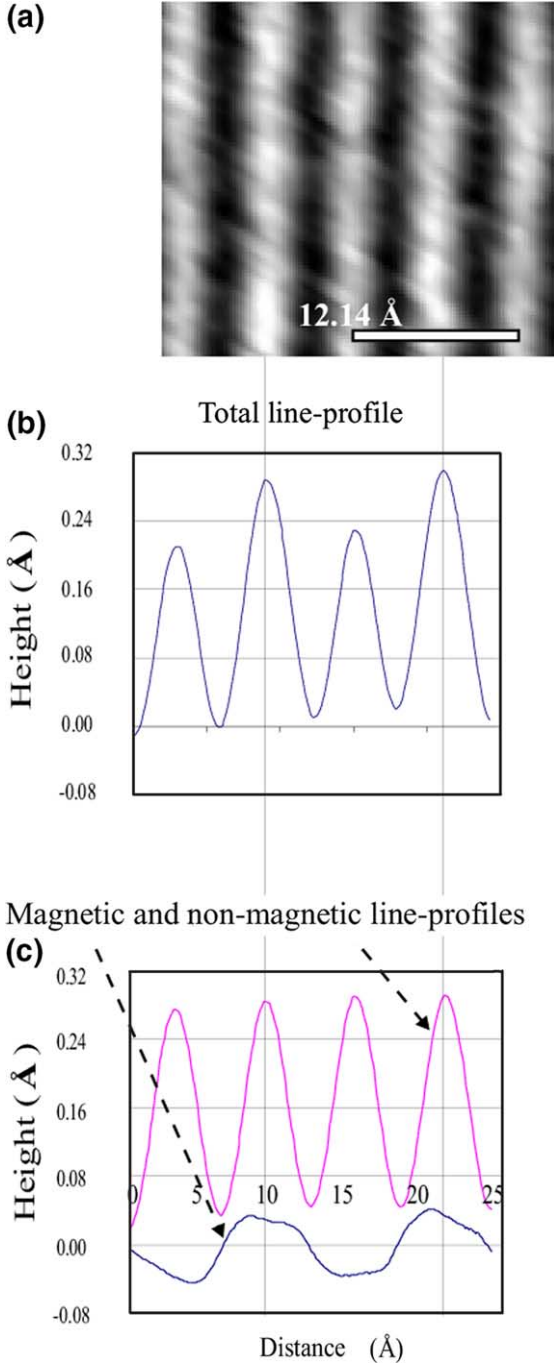 (a)
12.14 Å
(b)
Total line-profile
0.32
0.24
0.16
0.08
0.00
-0.08
Height (Å)
Magnetic and non-magnetic line-profiles
(c)
0.32
0.24
0.16
0.08
0.00
-0.08
Height (Å)
0 5 10 15 20 25
Distance (Å)